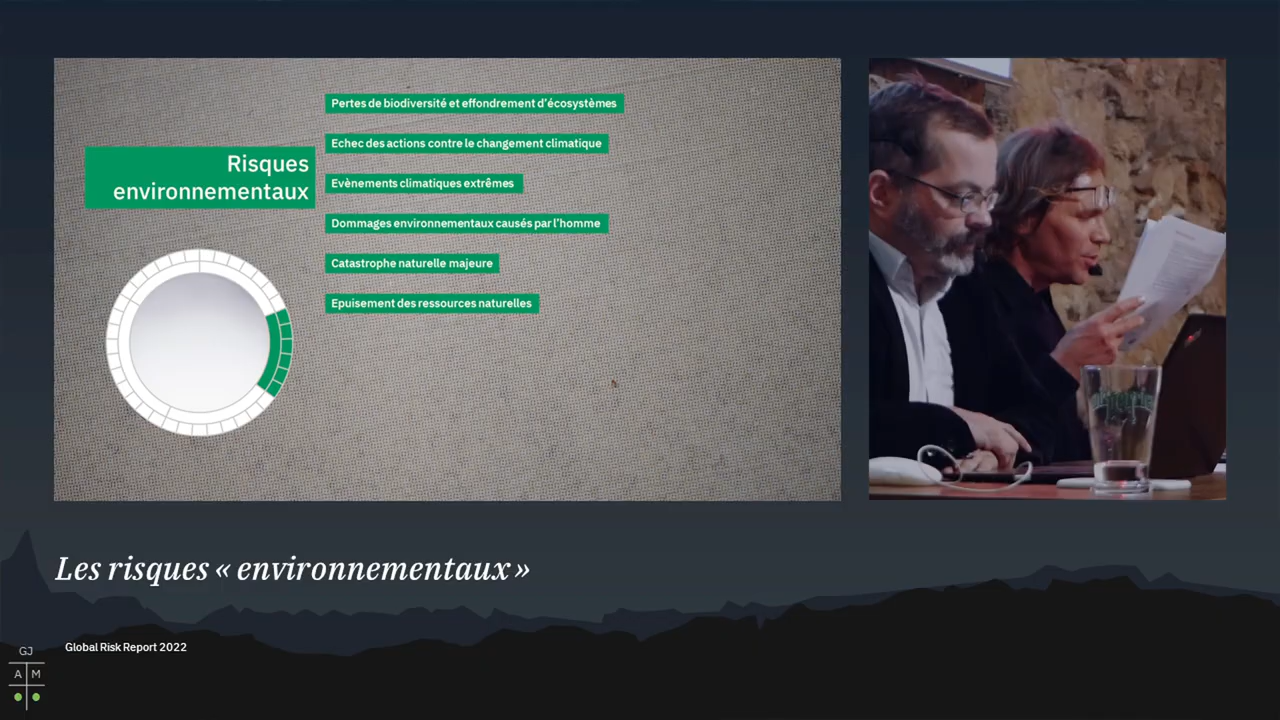 Risques
environnementaux
Pertes de biodiversité et effondrement d'écosystèmes
Echec des actions contre le changement climatique
Evènements climatiques extrêmes
Dommages environnementaux causés par l'homme
Catastrophe naturelle majeure
Epuisement des ressources naturelles
Les risques « environnementaux »
Global Risk Report 2022
GJ
A M